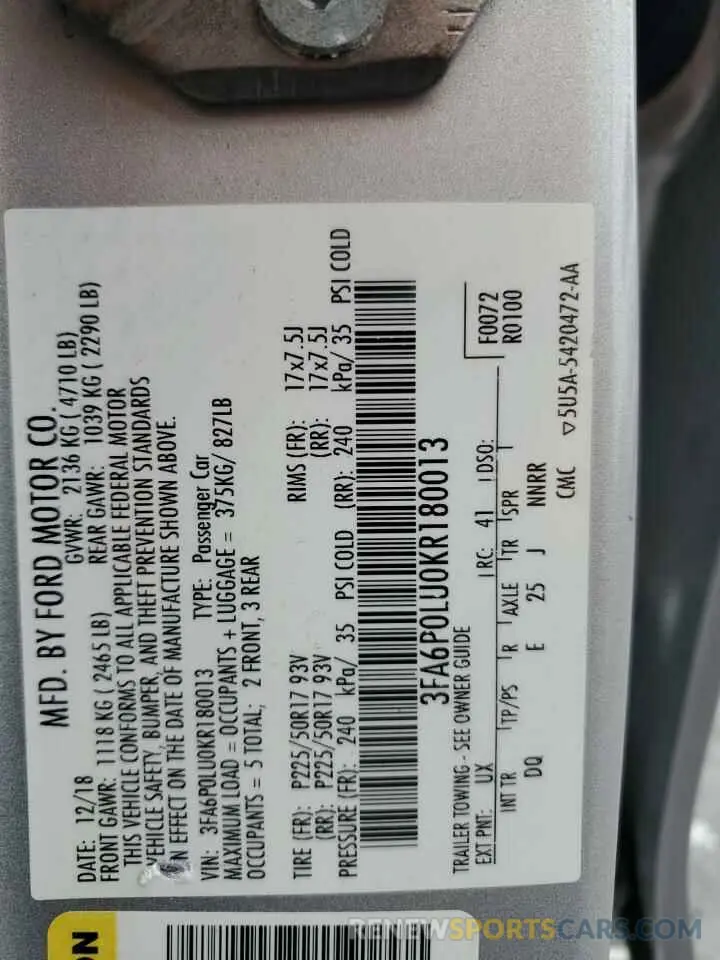 MFD. BY FORD MOTOR CO.
DATE: 12/18 GVWR: 2136 KG ( 4710 LB)
FRONT GAWR: 1118 KG ( 2465 LB) REAR GAWR: 1039 KG ( 2290 LB)
THIS VEHICLE CONFORMS TO ALL APPLICABLE FEDERAL MOTOR
VEHICLE SAFETY, BUMPER, AND THEFT PREVENTION STANDARDS
IN EFFECT ON THE DATE OF MANUFACTURE SHOWN ABOVE.
VIN: 3FA6P0LU0KR180013 TYPE: Passenger Car
MAXIMUM LOAD = OCCUPANTS + LUGGAGE = 375KG/ 827LB
OCCUPANTS = 5 TOTAL; 2 FRONT, 3 REAR
TIRE (FR): P225/50R17 93V RIMS (FR): 17x7.5J
(RR): P225/50R17 93V (RR): 17x7.5J
PRESSURE (FR): 240 kPa/ 35 PSI COLD (RR): 240 kPa/ 35 PSI COLD
3FA6P0LU0KR180013
TRAILER TOWING - SEE OWNER GUIDE
F0072
EXT PNT: UX RC: 41 DSO: R0100
INT TR TP/PS R AXLE TR SPR
DQ E 25 J NNRR
CMC ▽5U5A-5420472-AA
ON
RENEWSPORTSCARS.COM